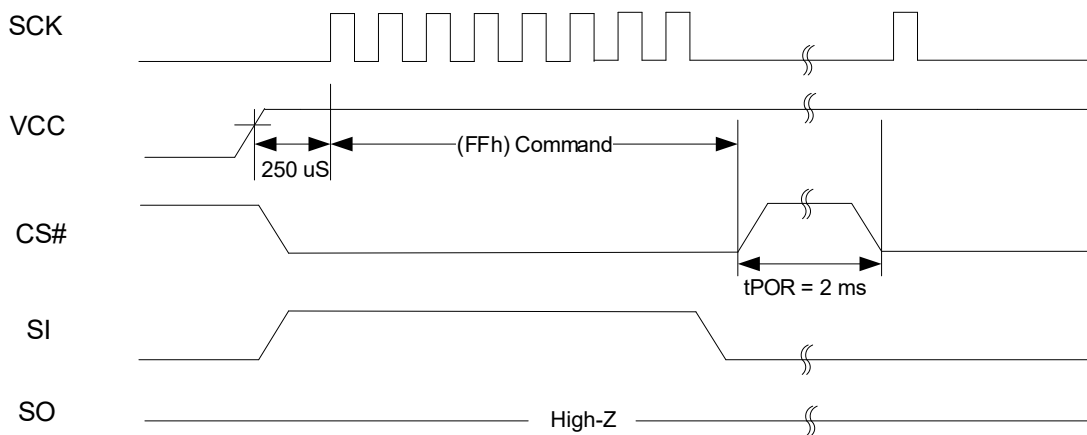 SCK
VCC
(FFh) Command
250 uS
CS#
tPOR = 2 ms
SI
SO
High-Z